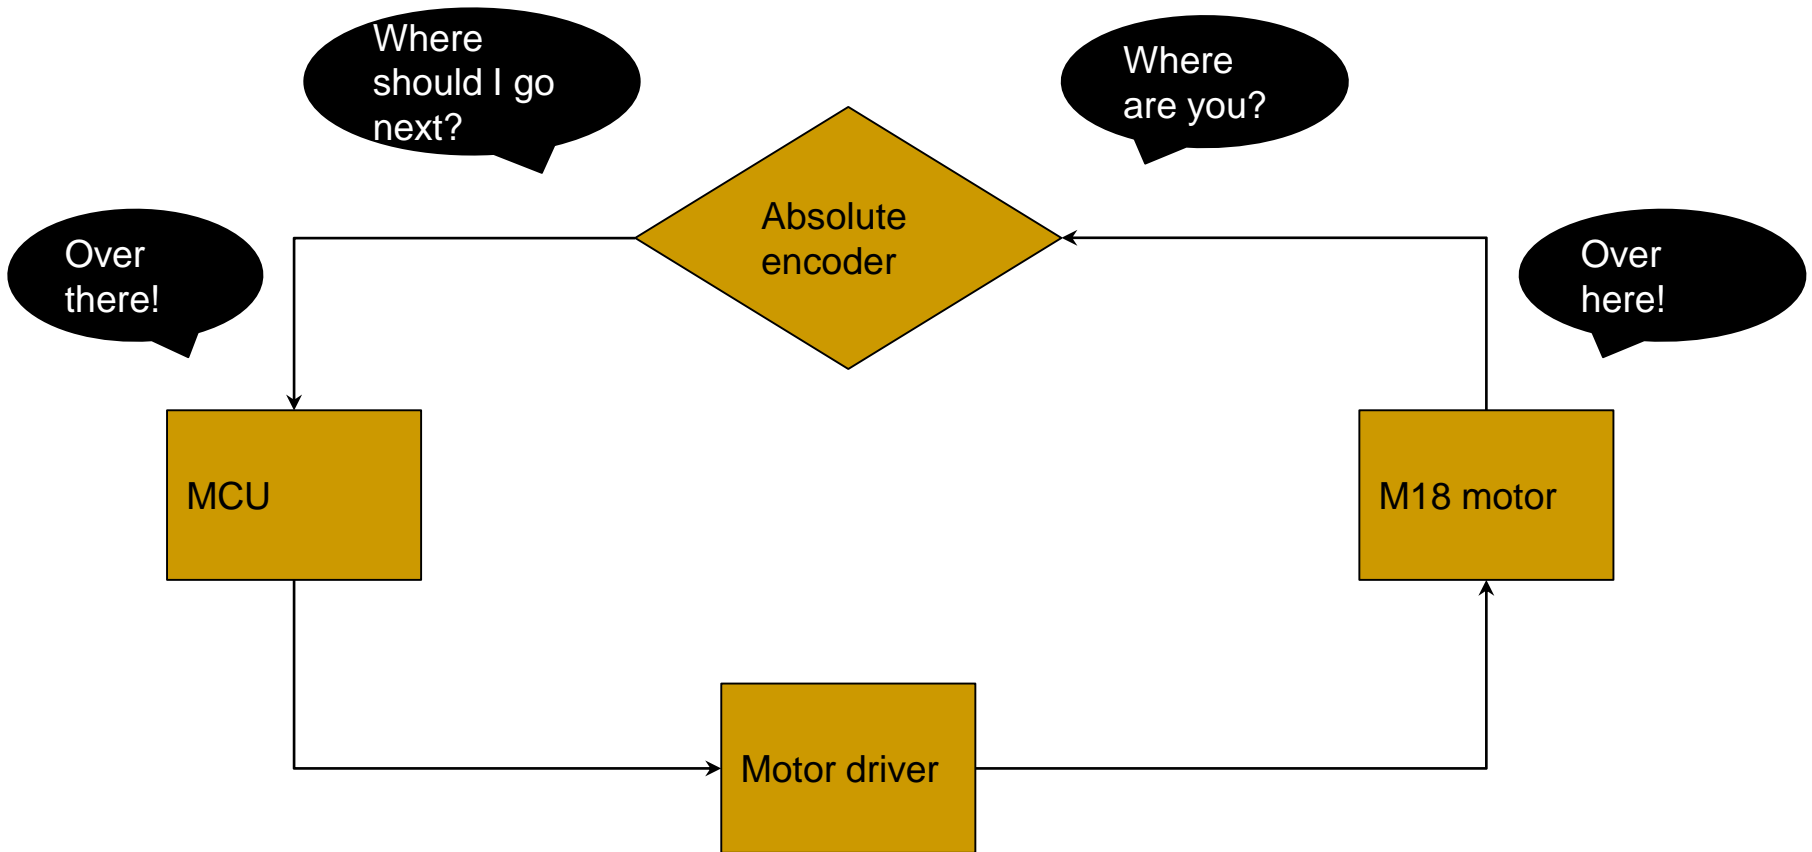 Where
should I go
next?
Where
are you?
Absolute
encoder
Over
there!
Over
here!
MCU
M18 motor
Motor driver